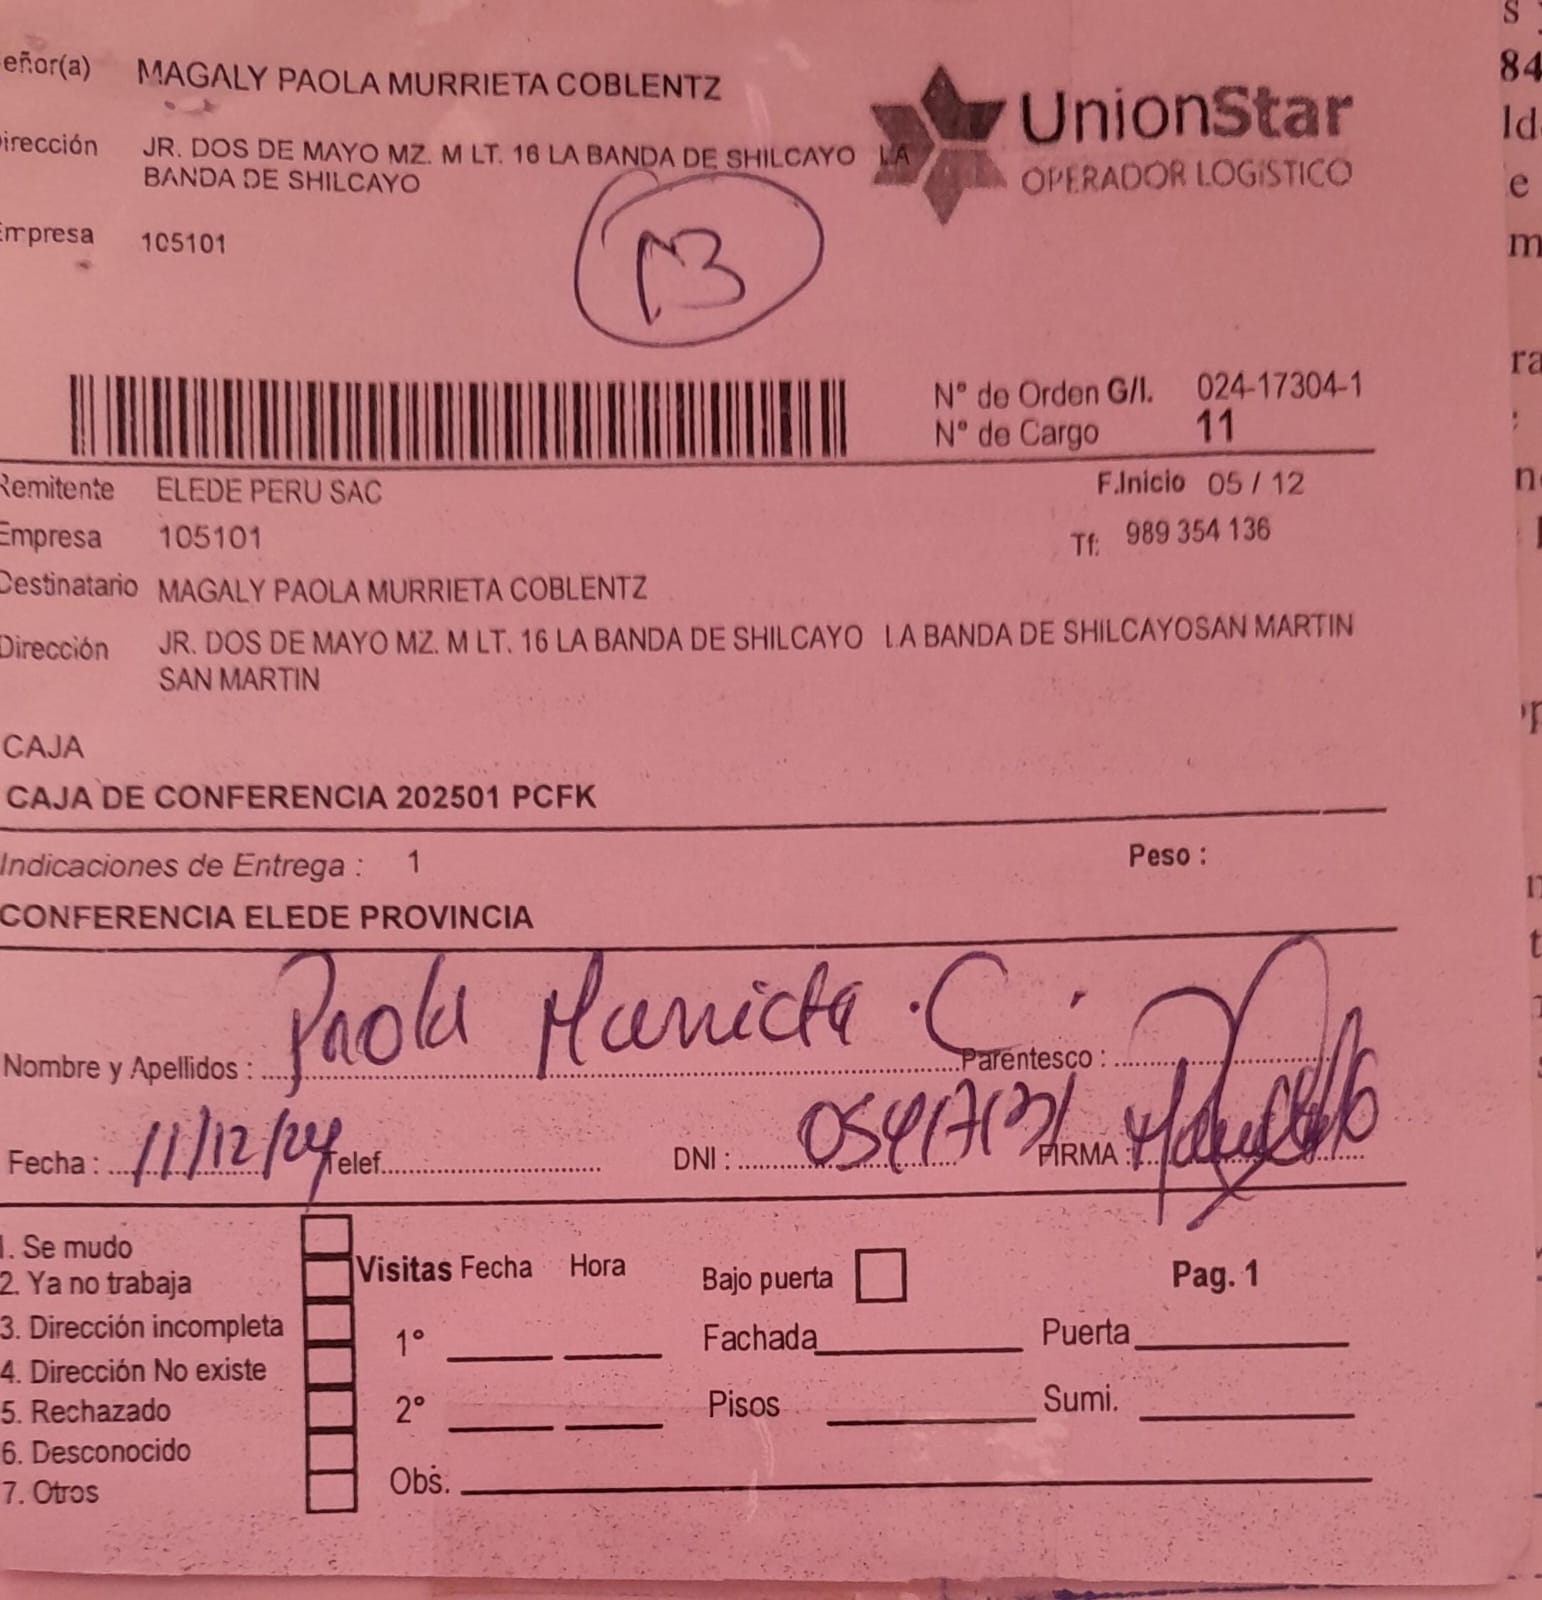 eñor(a) MAGALY PAOLA MURRIETA COBLENTZ
UnionStar
OPERADOR LOGÍSTICO
irección JR. DOS DE MAYO MZ. M LT. 16 LA BANDA DE SHILCAYO LA
BANDA DE SHILCAYO
Empresa 105101
N° de Orden G/I. 024-17304-1
N° de Cargo 11
Remitente ELEDE PERU SAC F.Inicio 05 / 12
Empresa 105101 Tf: 989 354 136
Destinatario MAGALY PAOLA MURRIETA COBLENTZ
Dirección JR. DOS DE MAYO MZ. M LT. 16 LA BANDA DE SHILCAYO LA BANDA DE SHILCAYOSAN MARTIN
SAN MARTIN
CAJA
CAJA DE CONFERENCIA 202501 PCFK
Indicaciones de Entrega : 1 Peso :
CONFERENCIA ELEDE PROVINCIA
Nombre y Apellidos : Paola Murrieta .C. Parentesco :
Fecha : 11/12/24 Telef. DNI : FIRMA :
1. Se mudo
2. Ya no trabaja
3. Dirección incompleta
4. Dirección No existe
5. Rechazado
6. Desconocido
7. Otros
Visitas Fecha Hora Bajo puerta Pag. 1
1° Fachada Puerta
2° Pisos Sumi.
Obs.